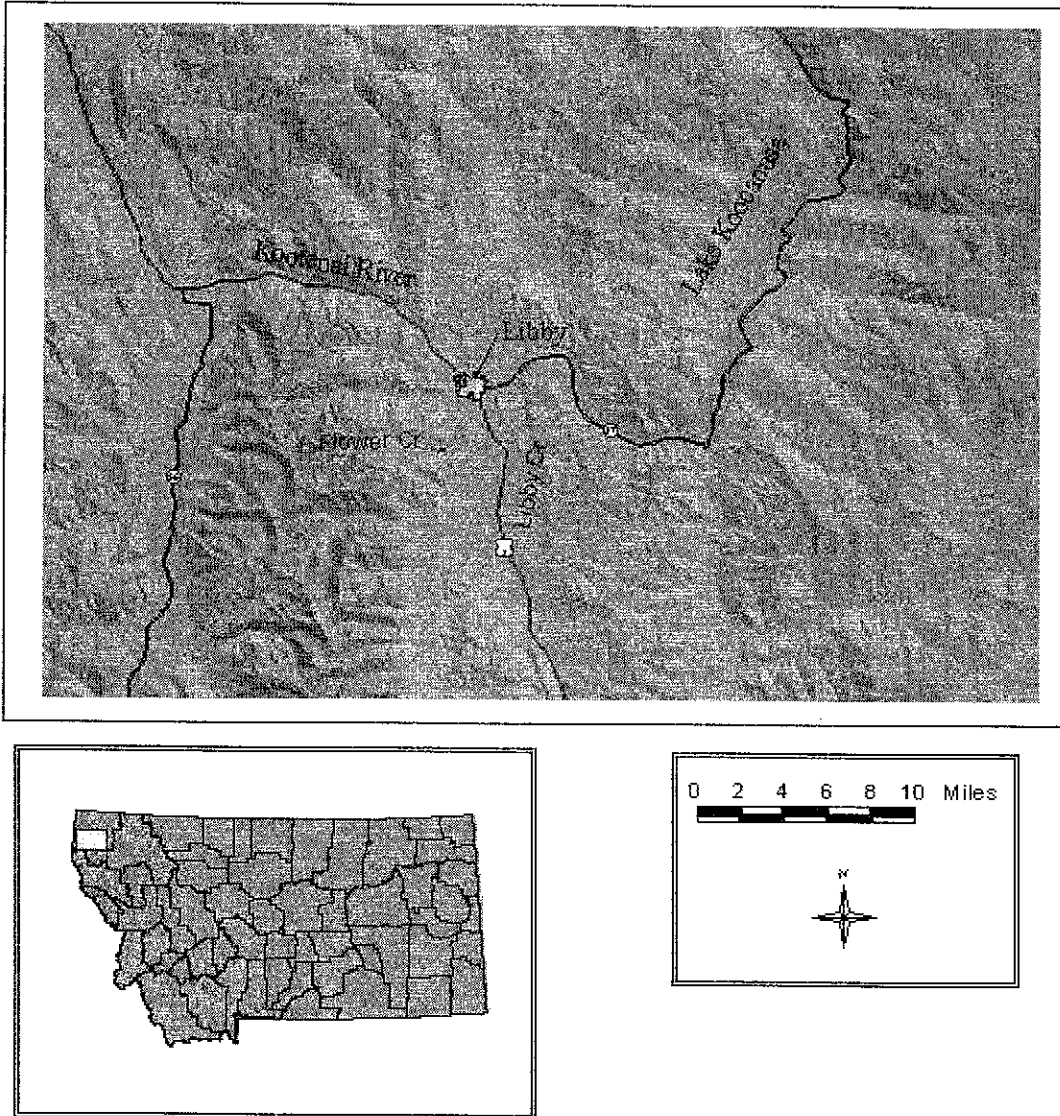 Kootenai River
Lake Koocanusa
Libby
Flower Cr.
Libby Cr
0 2 4 6 8 10 Miles
N